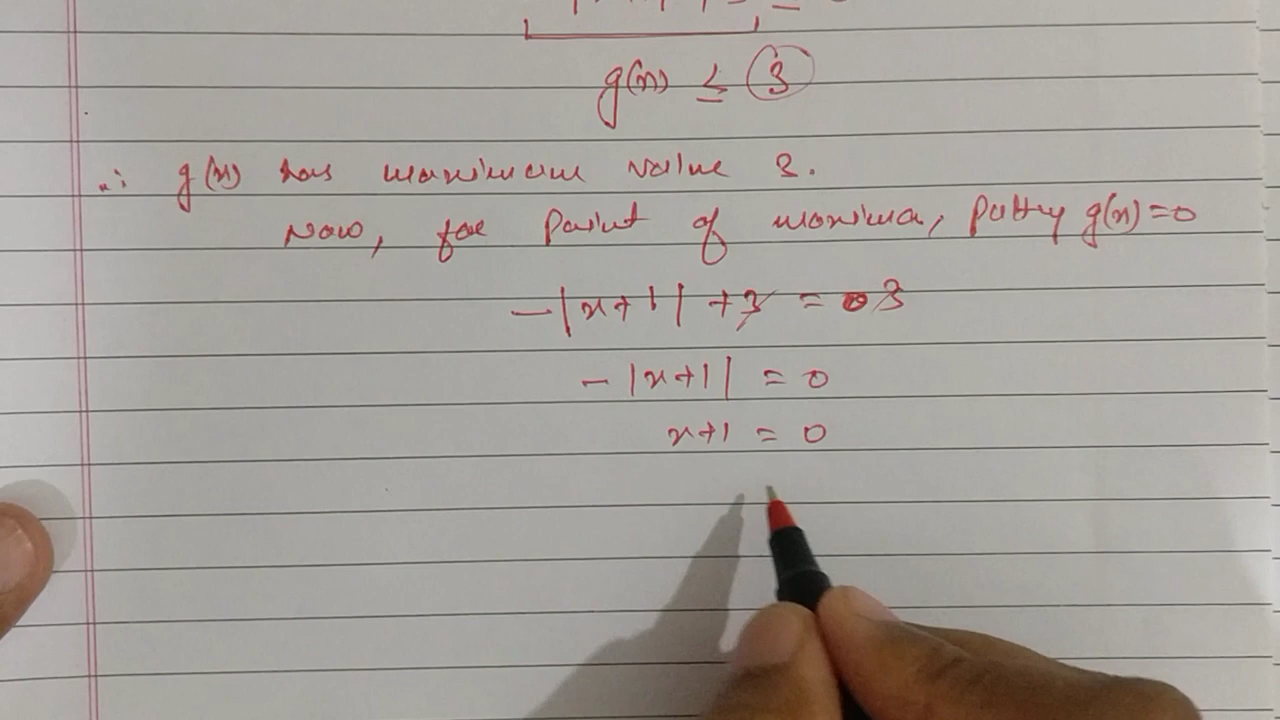 g(x) ≤ 3
∴ g(x) has maximum value 3.
Now, for point of maxima, putting g(x)=0
-|x+1| +3 = 3
-|x+1| = 0
x+1 = 0